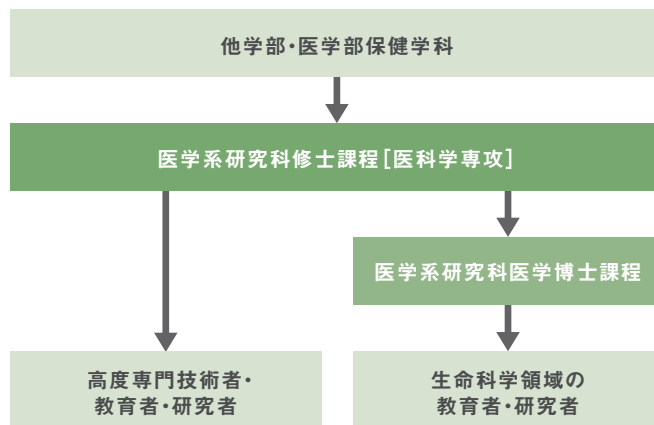 他学部・医学部保健学科
医学系研究科修士課程[医科学専攻]
医学系研究科医学博士課程
高度専門技術者・
教育者・研究者
生命科学領域の
教育者・研究者